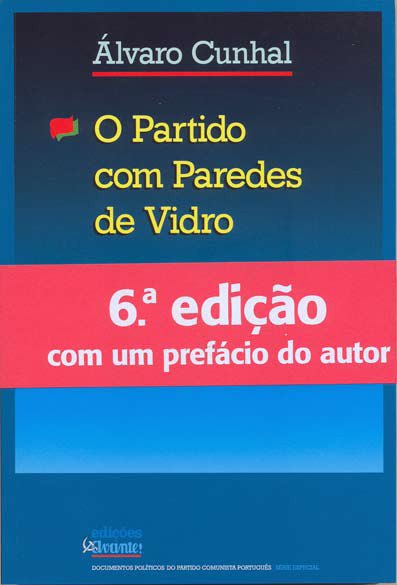 Álvaro Cunhal
O Partido
com Paredes
de Vidro
6.ª edição
com um prefácio do autor
edições
Avante!
DOCUMENTOS POLÍTICOS DO PARTIDO COMUNISTA PORTUGUÊS SÉRIE ESPECIAL